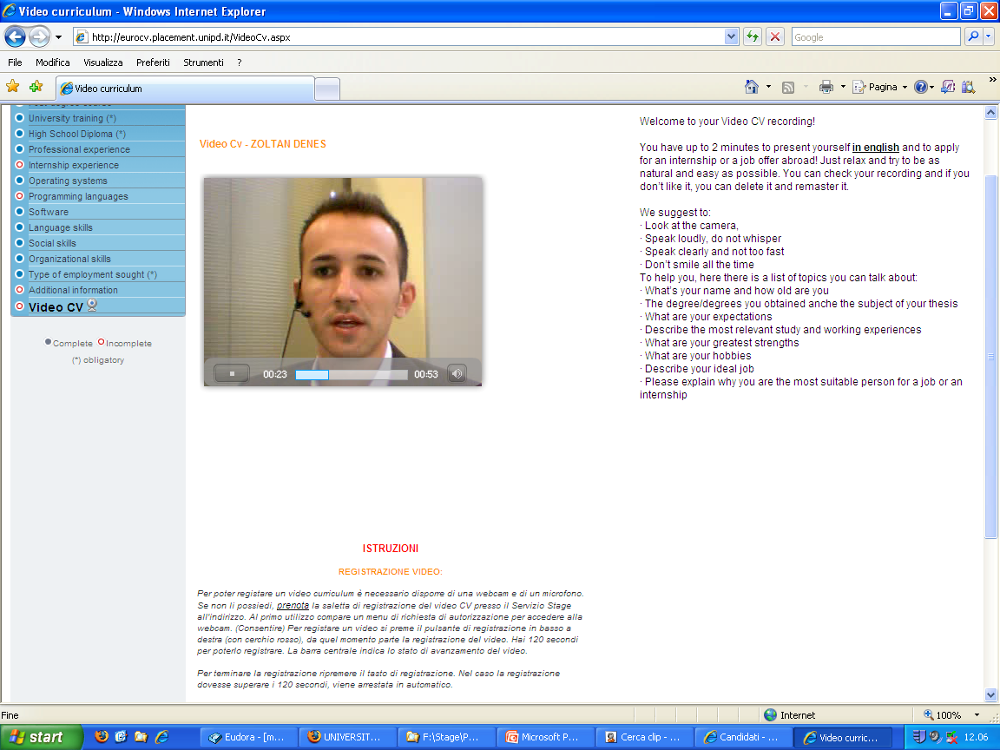 Video curriculum - Windows Internet Explorer
http://eurocv.placement.unipd.it/VideoCv.aspx
Google
File Modifica Visualizza Preferiti Strumenti ?
Video curriculum
Pagina
University training (*)
High School Diploma (*)
Professional experience
Internship experience
Operating systems
Programming languages
Software
Language skills
Social skills
Organizational skills
Type of employment sought (*)
Additional information
Video CV
Complete Incomplete
(*) obligatory
Video Cv - ZOLTAN DENES
00:23 00:53
Welcome to your Video CV recording!
You have up to 2 minutes to present yourself in english and to apply
for an internship or a job offer abroad! Just relax and try to be as
natural and easy as possible. You can check your recording and if you
don't like it, you can delete it and remaster it.
We suggest to:
· Look at the camera,
· Speak loudly, do not whisper
· Speak clearly and not too fast
· Don't smile all the time
To help you, here there is a list of topics you can talk about:
· What's your name and how old are you
· The degree/degrees you obtained anche the subject of your thesis
· What are your expectations
· Describe the most relevant study and working experiences
· What are your greatest strengths
· What are your hobbies
· Describe your ideal job
· Please explain why you are the most suitable person for a job or an
internship
ISTRUZIONI
REGISTRAZIONE VIDEO:
Per poter registare un video curriculum è necessario disporre di una webcam e di un microfono.
Se non li possiedi, prenota la saletta di registrazione del video CV presso il Servizio Stage
all'indirizzo. Al primo utilizzo compare un menu di richiesta di autorizzazione per accedere alla
webcam. (Consentire) Per registare un video si preme il pulsante di registrazione in basso a
destra (con cerchio rosso), da quel momento parte la registrazione del video. Hai 120 secondi
per poterlo registrare. La barra centrale indica lo stato di avanzamento del video.
Per teminare la registrazione ripremere il tasto di registrazione. Nel caso la registrazione
dovesse superare i 120 secondi, viene arrestata in automatico.
Fine Internet 100%
start Eudora - [m... UNIVERSIT... F:\Stage\P... Microsoft P... Cerca clip - ... Candidati - ... Video curric... 12.06